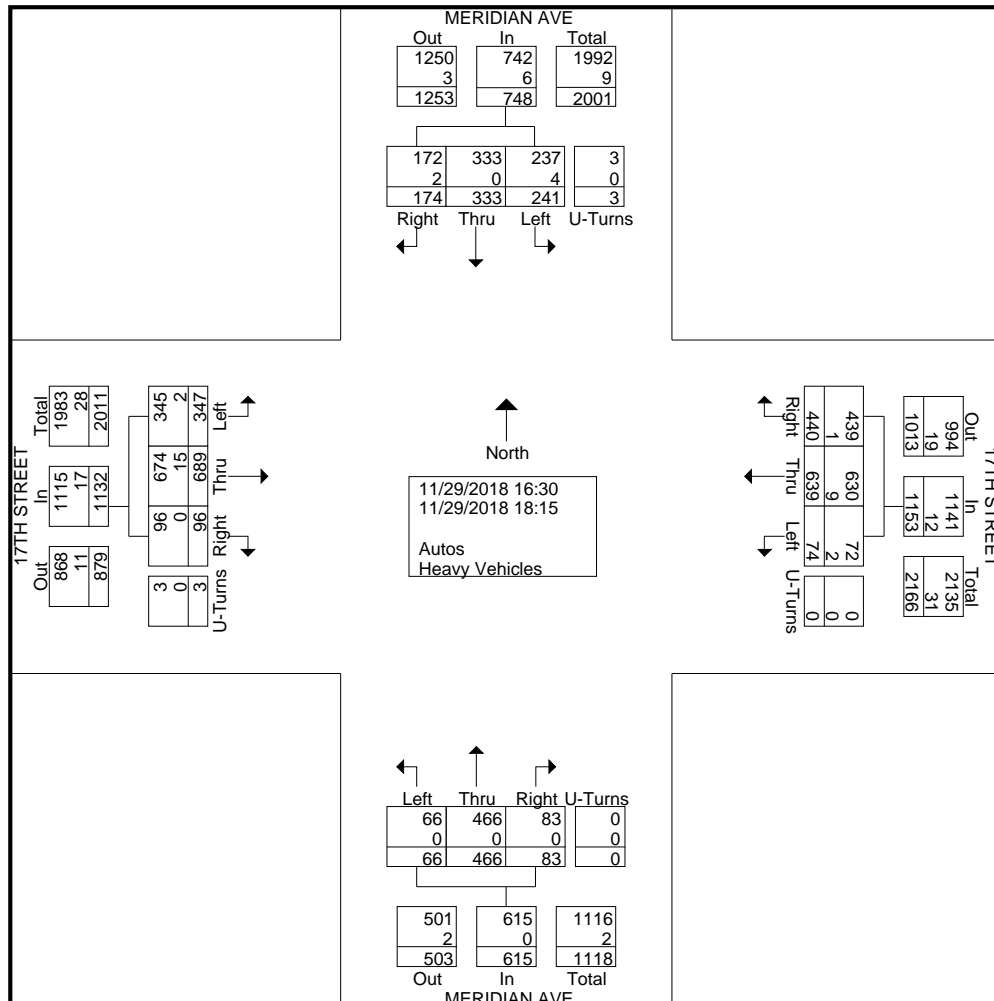 MERIDIAN AVE
Out In Total
1250 742 1992
3 6 9
1253 748 2001
172 333 237 3
2 0 4 0
174 333 241 3
Right Thru Left U-Turns
17TH STREET
Total In Out
1983 1115 868
28 17 11
2011 1132 879
345 674 96 3
2 15 0 0
347 689 96 3
Left Thru Right U-Turns
North
11/29/2018 16:30
11/29/2018 18:15
Autos
Heavy Vehicles
17TH STREET
Out In Total
994 1141 2135
19 12 31
1013 1153 2166
439 630 72 0
1 9 2 0
440 639 74 0
Right Thru Left U-Turns
Left Thru Right U-Turns
66 466 83 0
0 0 0 0
66 466 83 0
501 615 1116
2 0 2
503 615 1118
Out In Total
MERIDIAN AVE